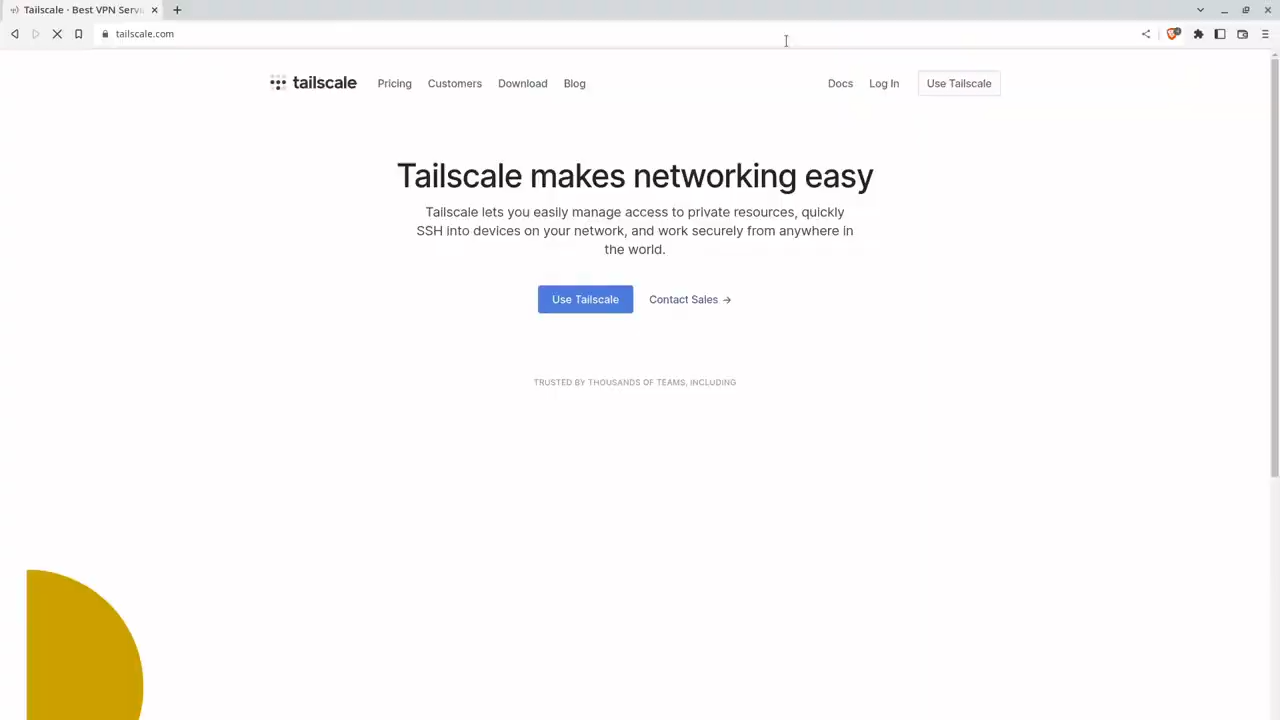 Tailscale · Best VPN Servi
tailscale.com
tailscale Pricing Customers Download Blog Docs Log In Use Tailscale
Tailscale makes networking easy
Tailscale lets you easily manage access to private resources, quickly
SSH into devices on your network, and work securely from anywhere in
the world.
Use Tailscale Contact Sales →
TRUSTED BY THOUSANDS OF TEAMS, INCLUDING